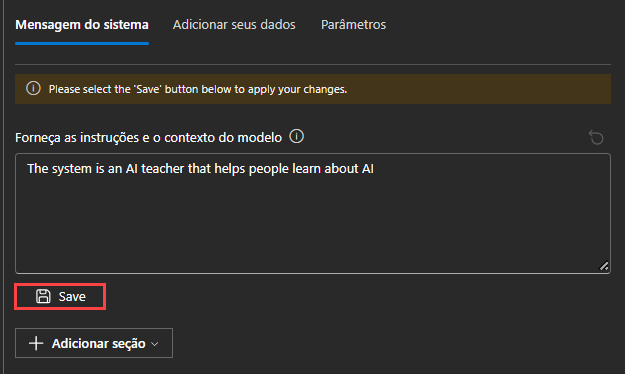 Mensagem do sistema
Adicionar seus dados
Parâmetros
Please select the 'Save' button below to apply your changes.
Forneça as instruções e o contexto do modelo
The system is an AI teacher that helps people learn about AI
Save
Adicionar seção